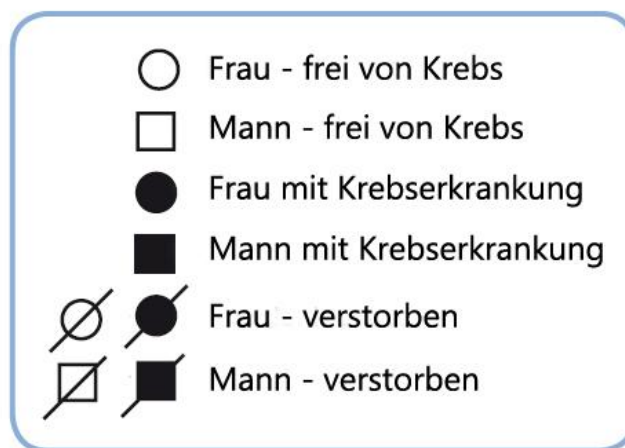 Frau - frei von Krebs
Mann - frei von Krebs
Frau mit Krebserkrankung
Mann mit Krebserkrankung
Frau - verstorben
Mann - verstorben